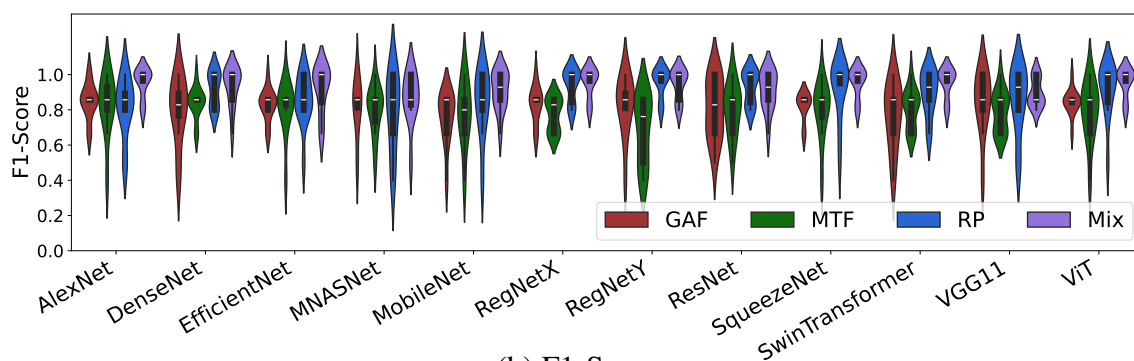 F1-Score
1.0
0.8
0.6
0.4
0.2
0.0
GAF MTF RP Mix
AlexNet
DenseNet
EfficientNet
MNASNet
MobileNet
RegNetX
RegNetY
ResNet
SqueezeNet
SwinTransformer
VGG11
ViT